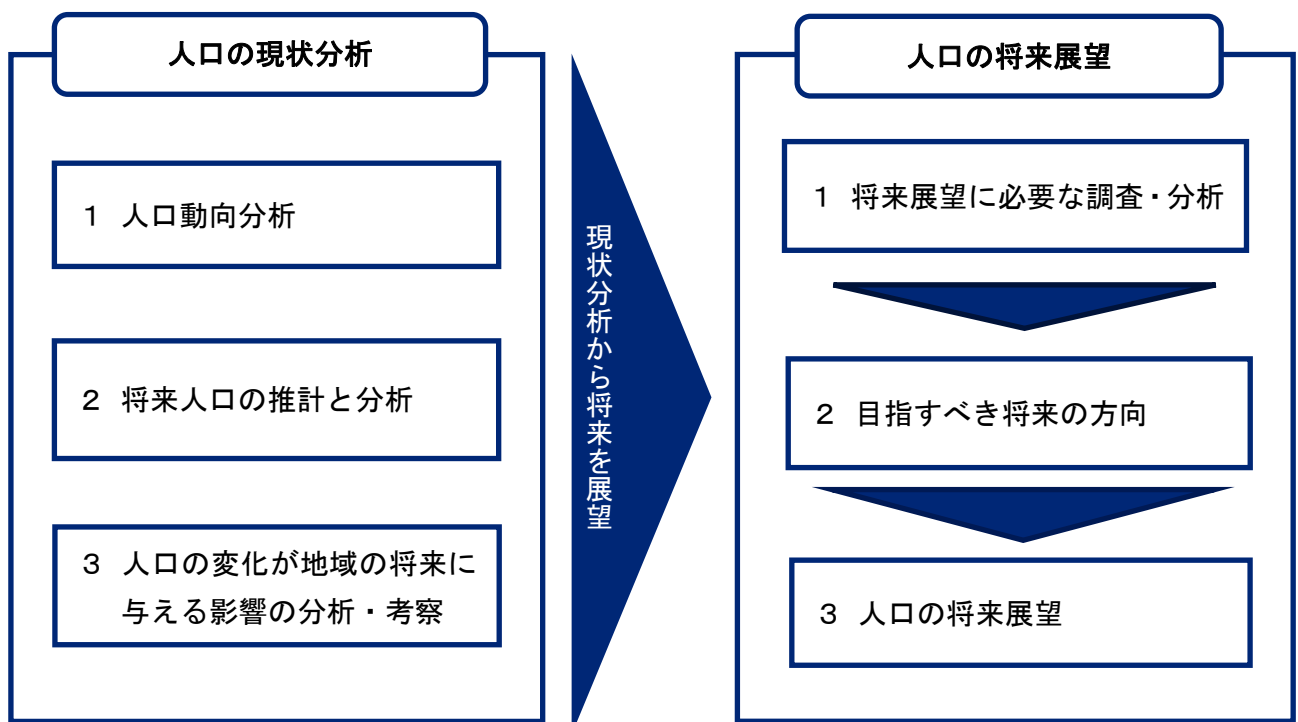 人口の現状分析
1 人口動向分析
2 将来人口の推計と分析
3 人口の変化が地域の将来に
与える影響の分析・考察
現状分析から将来を展望
人口の将来展望
1 将来展望に必要な調査・分析
2 目指すべき将来の方向
3 人口の将来展望